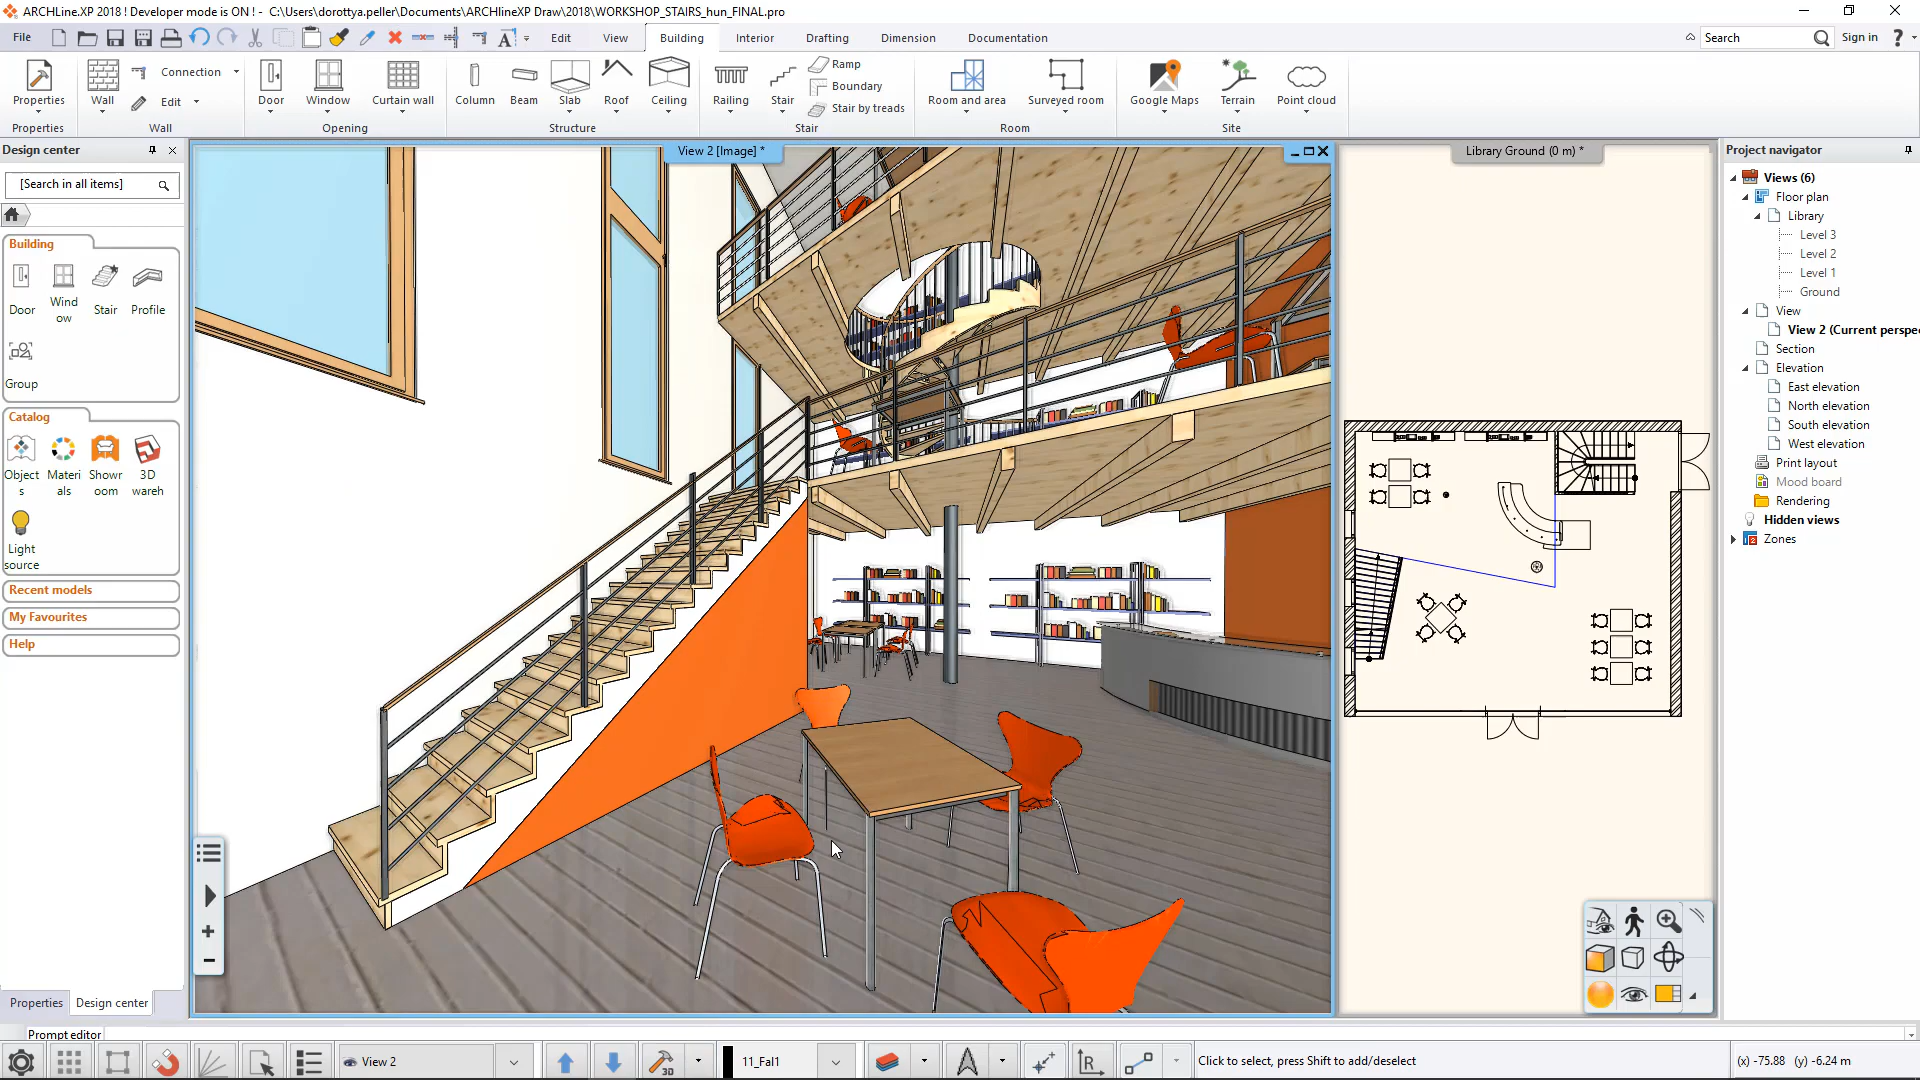 ARCHLine.XP 2018 ! Developer mode is ON ! - C:\Users\dorottya.peller\Documents\ARCHlineXP Draw\2018\WORKSHOP_STAIRS_hun_FINAL.pro
File Edit View Building Interior Drafting Dimension Documentation Search Sign in ?
Properties
Wall
Connection
Edit
Door
Window
Curtain wall
Column
Beam
Slab
Roof
Ceiling
Railing
Stair
Ramp
Boundary
Stair by treads
Room and area
Surveyed room
Google Maps
Terrain
Point cloud
Properties Wall Opening Structure Stair Room Site
Design center
[Search in all items]
Building
Door
Wind
ow
Stair
Profile
Group
Catalog
Object
s
Materi
als
Showr
oom
3D
wareh
Light
source
Recent models
My Favourites
Help
Properties Design center
View 2 [Image] *
Library Ground (0 m) *
Project navigator
Views (6)
Floor plan
Library
Level 3
Level 2
Level 1
Ground
View
View 2 (Current perspe
Section
Elevation
East elevation
North elevation
South elevation
West elevation
Print layout
Mood board
Rendering
Hidden views
Zones
Prompt editor
View 2
3D
11_Fal1
R
Click to select, press Shift to add/deselect
(x) -75.88 (y) -6.24 m